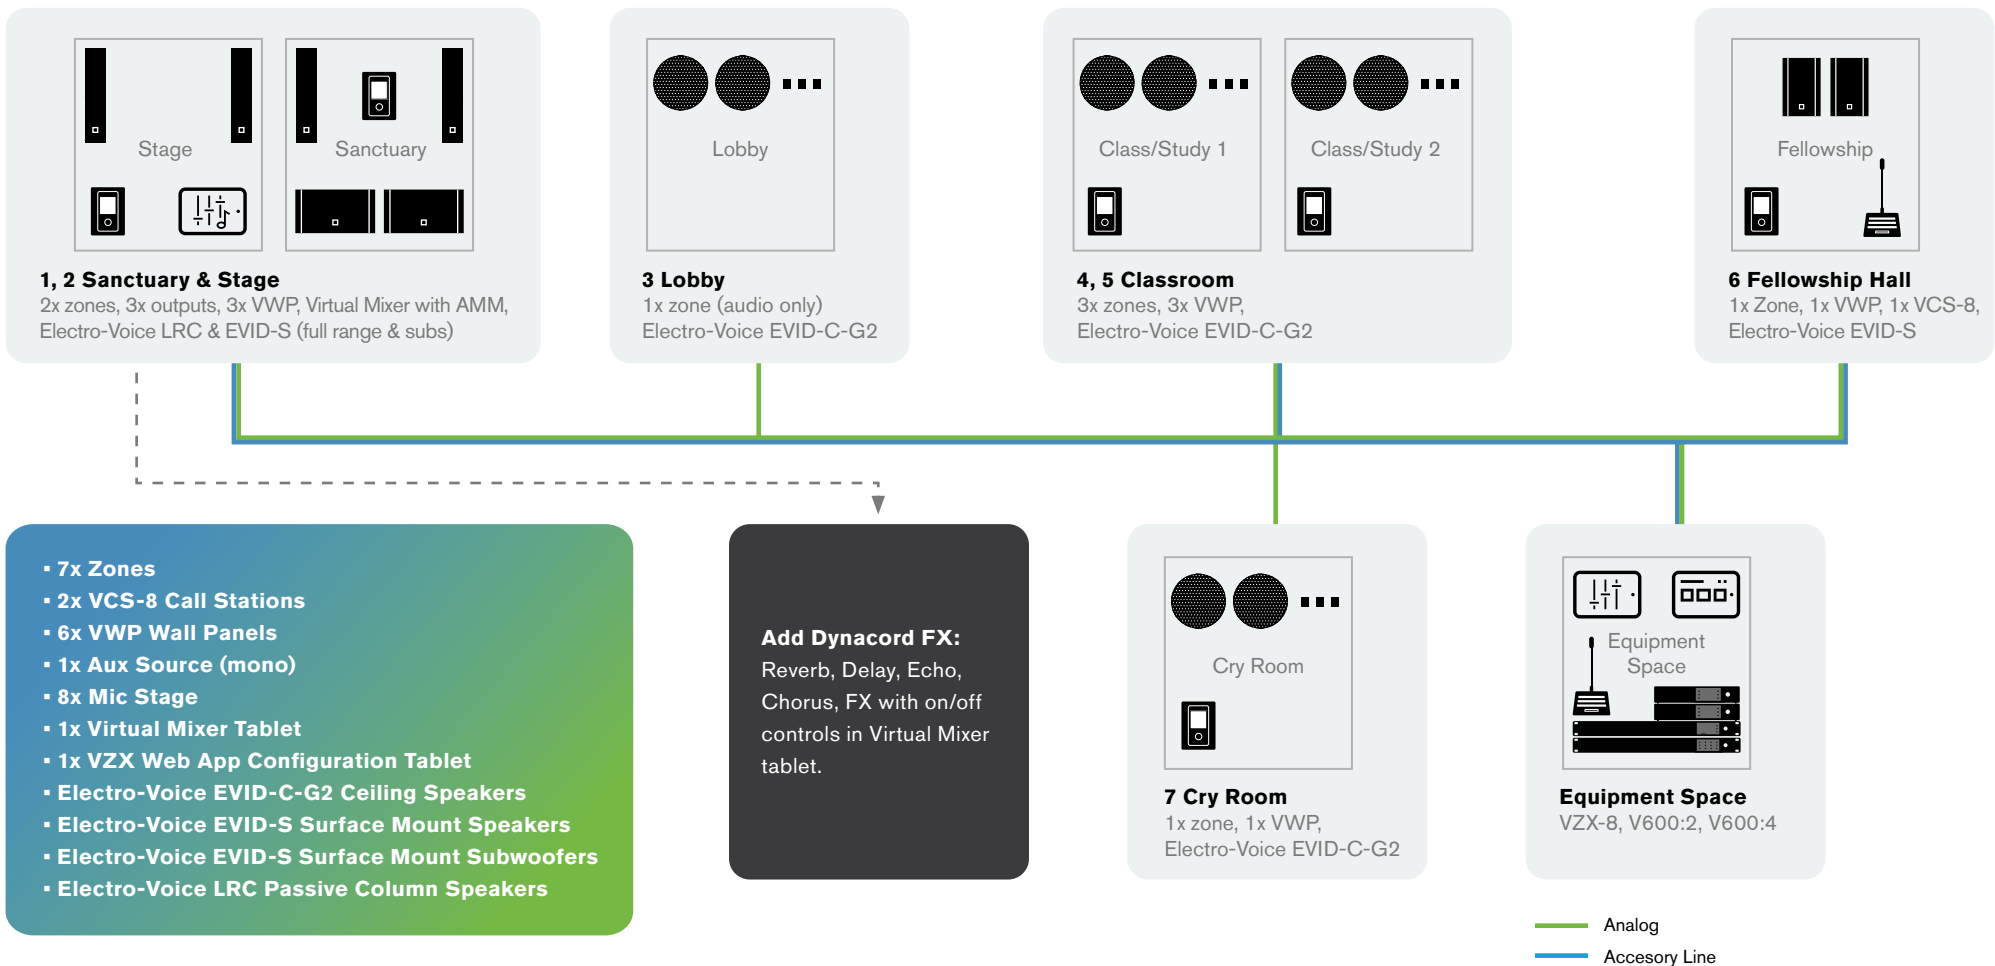 Stage
Sanctuary
1, 2 Sanctuary & Stage
2x zones, 3x outputs, 3x VWP, Virtual Mixer with AMM,
Electro-Voice LRC & EVID-S (full range & subs)
Lobby
3 Lobby
1x zone (audio only)
Electro-Voice EVID-C-G2
Class/Study 1
Class/Study 2
4, 5 Classroom
3x zones, 3x VWP,
Electro-Voice EVID-C-G2
Fellowship
6 Fellowship Hall
1x Zone, 1x VWP, 1x VCS-8,
Electro-Voice EVID-S
▪ 7x Zones
▪ 2x VCS-8 Call Stations
▪ 6x VWP Wall Panels
▪ 1x Aux Source (mono)
▪ 8x Mic Stage
▪ 1x Virtual Mixer Tablet
▪ 1x VZX Web App Configuration Tablet
▪ Electro-Voice EVID-C-G2 Ceiling Speakers
▪ Electro-Voice EVID-S Surface Mount Speakers
▪ Electro-Voice EVID-S Surface Mount Subwoofers
▪ Electro-Voice LRC Passive Column Speakers
Add Dynacord FX:
Reverb, Delay, Echo,
Chorus, FX with on/off
controls in Virtual Mixer
tablet.
Cry Room
7 Cry Room
1x zone, 1x VWP,
Electro-Voice EVID-C-G2
Equipment
Space
Equipment Space
VZX-8, V600:2, V600:4
Analog
Accesory Line